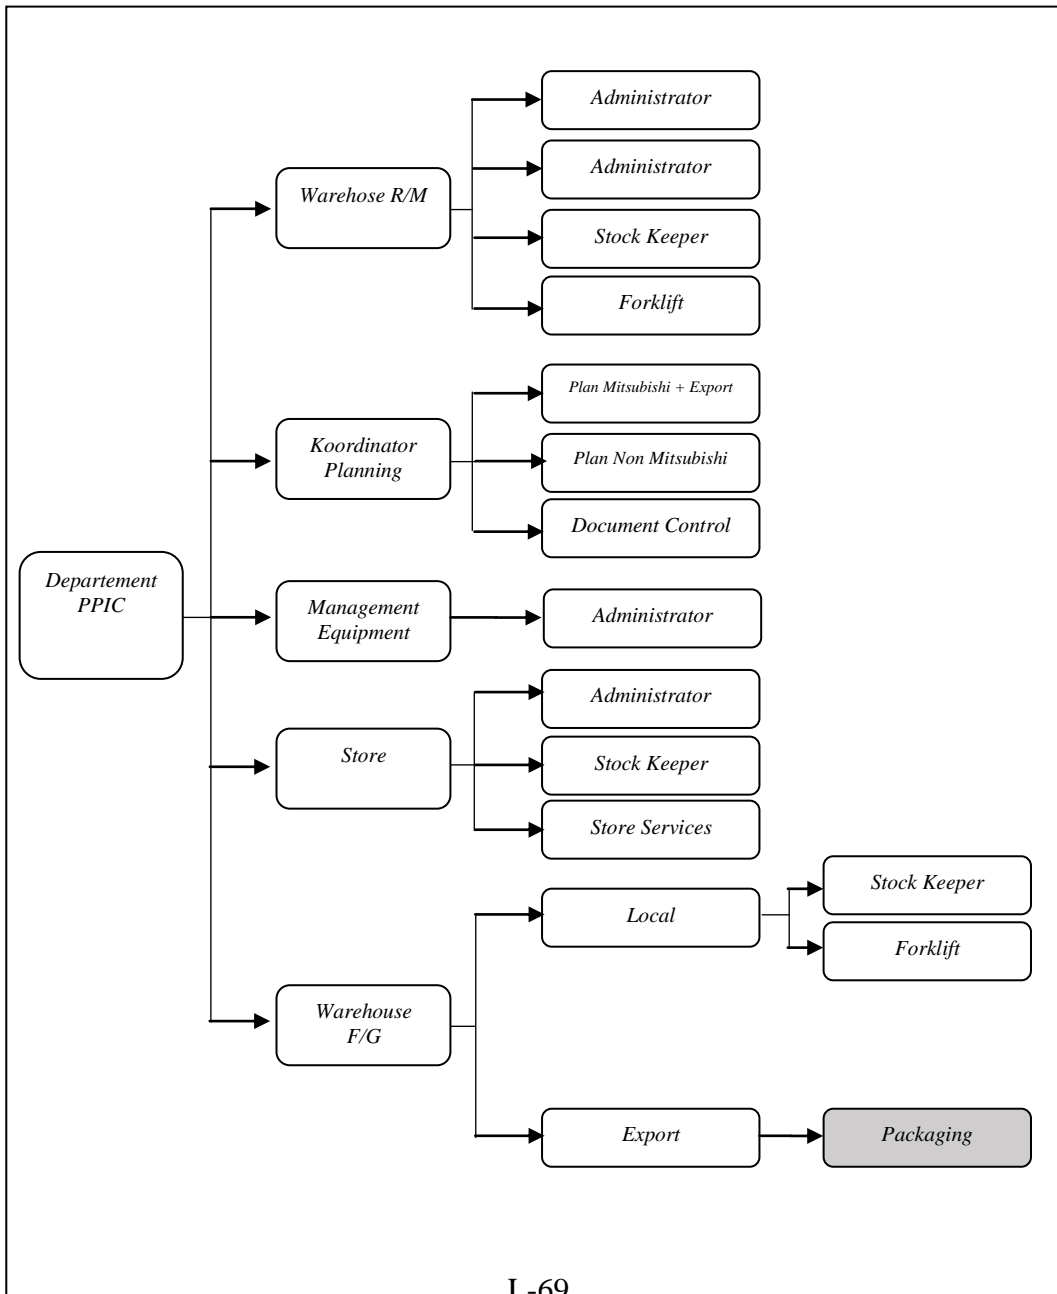 Administrator
Administrator
Warehose R/M
Stock Keeper
Forklift
Plan Mitsubishi + Export
Koordinator
Planning
Plan Non Mitsubishi
Document Control
Departement
PPIC
Management
Equipment
Administrator
Administrator
Store
Stock Keeper
Store Services
Stock Keeper
Local
Forklift
Warehouse
F/G
Export
Packaging
L-69